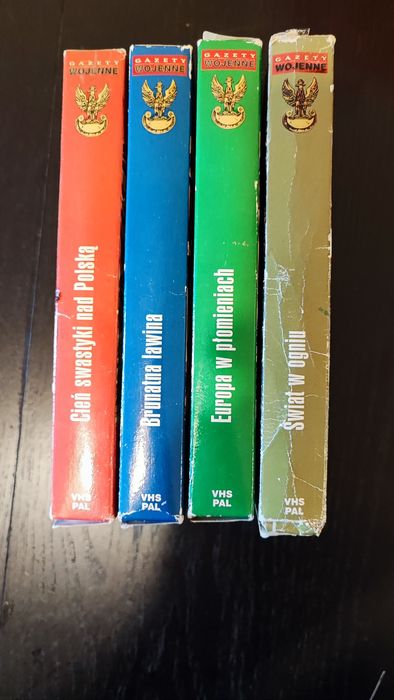 GAZETY
WOJENNE
Cień swastyki nad Polską
VHS
PAL
GAZETY
WOJENNE
Brunatna lawina
VHS
PAL
GAZETY
WOJENNE
Europa w płomieniach
VHS
PAL
GAZETY
WOJENNE
Świat w ogniu
VHS
PAL